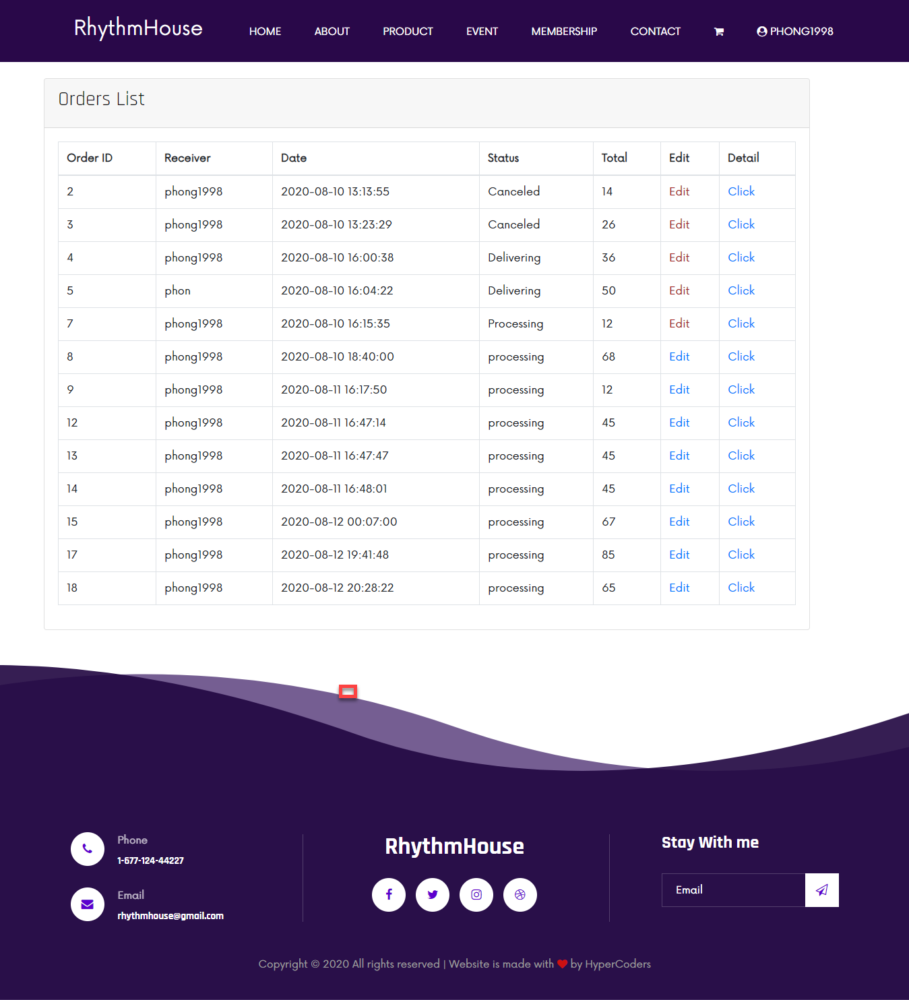 RhythmHouse HOME ABOUT PRODUCT EVENT MEMBERSHIP CONTACT PHONG1998
Orders List
Order ID Receiver Date Status Total Edit Detail
2 phong1998 2020-08-10 13:13:55 Canceled 14 Edit Click
3 phong1998 2020-08-10 13:23:29 Canceled 26 Edit Click
4 phong1998 2020-08-10 16:00:38 Delivering 36 Edit Click
5 phon 2020-08-10 16:04:22 Delivering 50 Edit Click
7 phong1998 2020-08-10 16:15:35 Processing 12 Edit Click
8 phong1998 2020-08-10 18:40:00 processing 68 Edit Click
9 phong1998 2020-08-11 16:17:50 processing 12 Edit Click
12 phong1998 2020-08-11 16:47:14 processing 45 Edit Click
13 phong1998 2020-08-11 16:47:47 processing 45 Edit Click
14 phong1998 2020-08-11 16:48:01 processing 45 Edit Click
15 phong1998 2020-08-12 00:07:00 processing 67 Edit Click
17 phong1998 2020-08-12 19:41:48 processing 85 Edit Click
18 phong1998 2020-08-12 20:28:22 processing 65 Edit Click
Phone
1-677-124-44227
Email
rhythmhouse@gmail.com
RhythmHouse
Stay With me
Email
Copyright © 2020 All rights reserved | Website is made with ❤ by HyperCoders